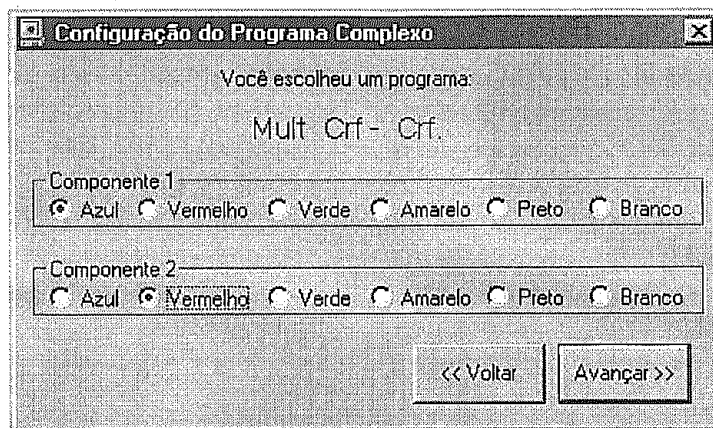 Configuração do Programa Complexo
Você escolheu um programa:
Mult Crf - Crf.
Componente 1
Azul Vermelho Verde Amarelo Preto Branco
Componente 2
Azul Vermelho Verde Amarelo Preto Branco
<< Voltar Avançar >>